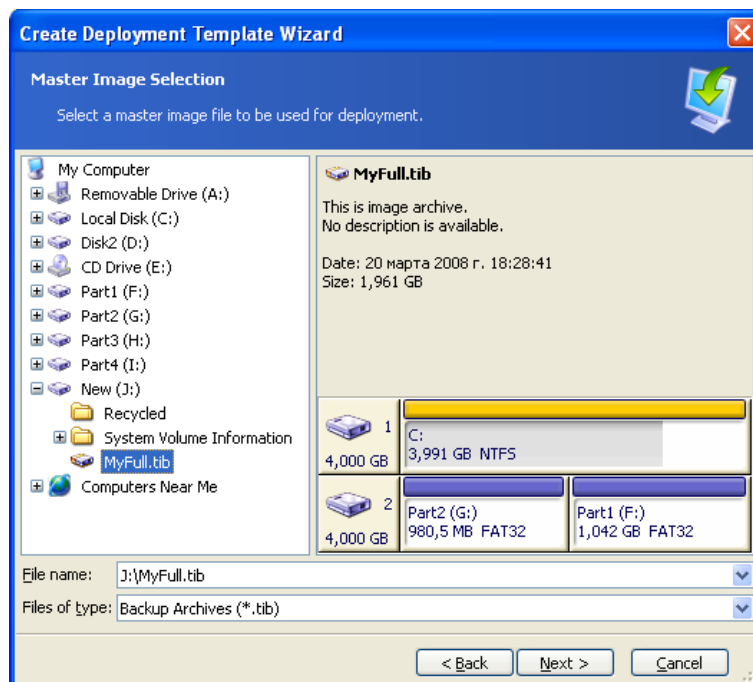 Create Deployment Template Wizard
Master Image Selection
Select a master image file to be used for deployment.
My Computer
Removable Drive (A:)
Local Disk (C:)
Disk2 (D:)
CD Drive (E:)
Part1 (F:)
Part2 (G:)
Part3 (H:)
Part4 (I:)
New (J:)
Recycled
System Volume Information
MyFull.tib
Computers Near Me
MyFull.tib
This is image archive.
No description is available.
Date: 20 марта 2008 г. 18:28:41
Size: 1,961 GB
1
4,000 GB
C:
3,991 GB NTFS
2
4,000 GB
Part2 (G:)
980,5 MB FAT32
Part1 (F:)
1,042 GB FAT32
File name: J:\MyFull.tib
Files of type: Backup Archives (*.tib)
< Back Next > Cancel